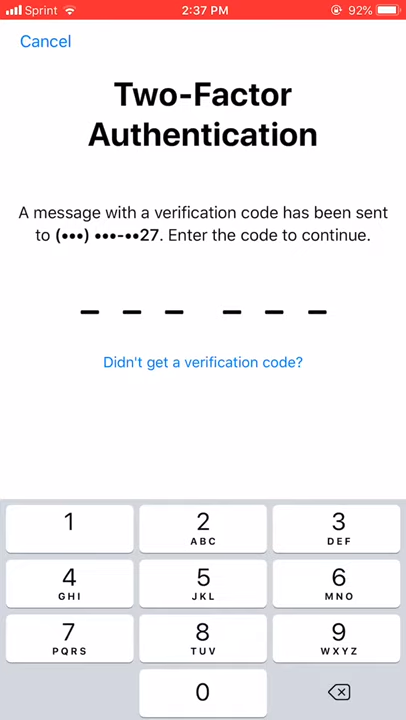 Sprint 2:37 PM 92%
Cancel
Two-Factor
Authentication
A message with a verification code has been sent
to (•••) •••-••27. Enter the code to continue.
Didn't get a verification code?
1 2 3
ABC DEF
4 5 6
GHI JKL MNO
7 8 9
PQRS TUV WXYZ
0